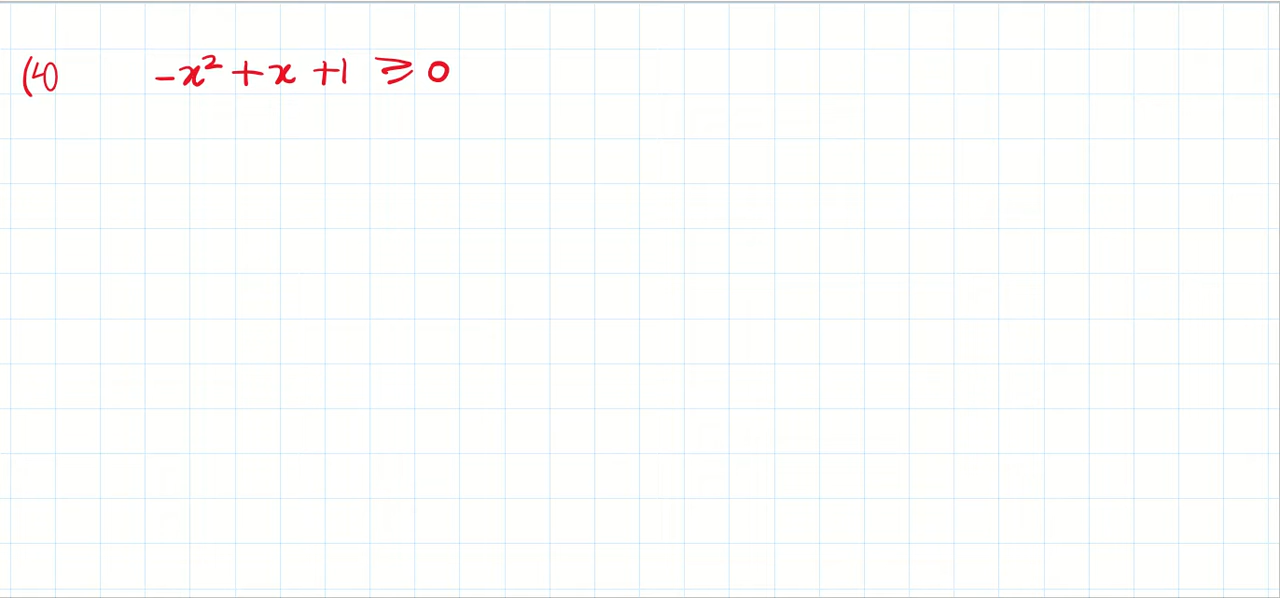 (4) -x² + x + 1 ⩾ 0